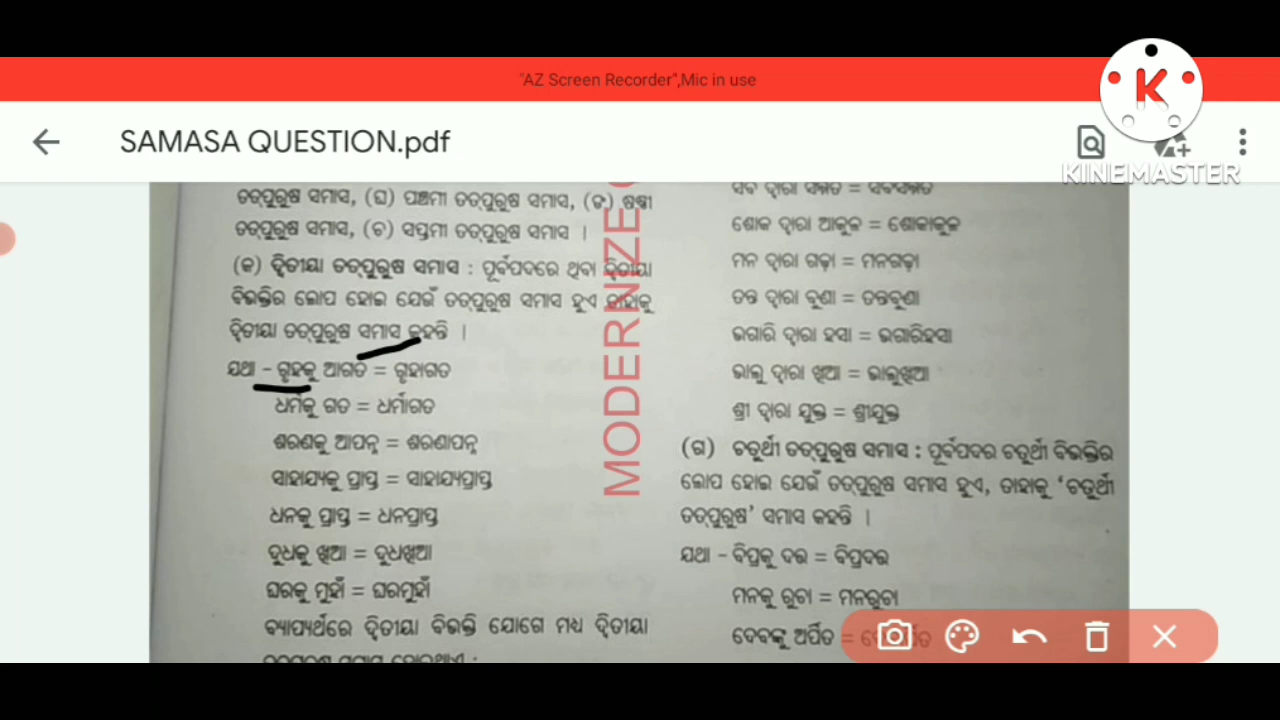 "AZ Screen Recorder",Mic in use
K
KINEMASTER
SAMASA QUESTION.pdf
ତତ୍‌ପୁରୁଷ ସମାସ, (ଘ) ପଞ୍ଚମୀ ତତ୍‌ପୁରୁଷ ସମାସ, (ଙ) ଷଷ୍ଠୀ
ତତ୍‌ପୁରୁଷ ସମାସ, (ଚ) ସପ୍ତମୀ ତତ୍‌ପୁରୁଷ ସମାସ ।
(କ) ଦ୍ଵିତୀୟା ତତ୍‌ପୁରୁଷ ସମାସ : ପୂର୍ବପଦରେ ଥିବା ଦ୍ଵିତୀୟା
ବିଭକ୍ତିର ଲୋପ ହୋଇ ଯେଉଁ ତତ୍‌ପୁରୁଷ ସମାସ ହୁଏ ତାହାକୁ
ଦ୍ଵିତୀୟା ତତ୍‌ପୁରୁଷ ସମାସ କହନ୍ତି ।
ଯଥା - ଗୃହକୁ ଆଗତ = ଗୃହାଗତ
ଧର୍ମକୁ ଗତ = ଧର୍ମାଗତ
ଶରଣକୁ ଆପନ୍ନ = ଶରଣାପନ୍ନ
ସାହାଯ୍ୟକୁ ପ୍ରାପ୍ତ = ସାହାଯ୍ୟପ୍ରାପ୍ତ
ଧନକୁ ପ୍ରାପ୍ତ = ଧନପ୍ରାପ୍ତ
ଦୁଧକୁ ଖିଆ = ଦୁଧଖିଆ
ଘରକୁ ମୁହାଁ = ଘରମୁହାଁ
ବ୍ୟାପ୍ୟର୍ଥରେ ଦ୍ଵିତୀୟା ବିଭକ୍ତି ଯୋଗେ ମଧ୍ୟ ଦ୍ଵିତୀୟା
MODERNIZE
ଦ୍ଵାରା
ଶୋକ ଦ୍ଵାରା ଆକୁଳ = ଶୋକାକୁଳ
ମନ ଦ୍ଵାରା ଗଢ଼ା = ମନଗଢ଼ା
ତନ୍ତ ଦ୍ଵାରା ବୁଣା = ତନ୍ତବୁଣା
ଭଗାରି ଦ୍ଵାରା ହସା = ଭଗାରିହସା
ଭାଲୁ ଦ୍ଵାରା ଖିଆ = ଭାଲୁଖିଆ
ଶ୍ରୀ ଦ୍ଵାରା ଯୁକ୍ତ = ଶ୍ରୀଯୁକ୍ତ
(ଗ) ଚତୁର୍ଥୀ ତତ୍‌ପୁରୁଷ ସମାସ : ପୂର୍ବପଦର ଚତୁର୍ଥୀ ବିଭକ୍ତିର
ଲୋପ ହୋଇ ଯେଉଁ ତତ୍‌ପୁରୁଷ ସମାସ ହୁଏ, ତାହାକୁ ‘ଚତୁର୍ଥୀ
ତତ୍‌ପୁରୁଷ’ ସମାସ କହନ୍ତି ।
ଯଥା - ବିପ୍ରକୁ ଦତ୍ତ = ବିପ୍ରଦତ୍ତ
ମନକୁ ରୁଚା = ମନରୁଚା
ଦେବଙ୍କୁ ଅର୍ପିତ =